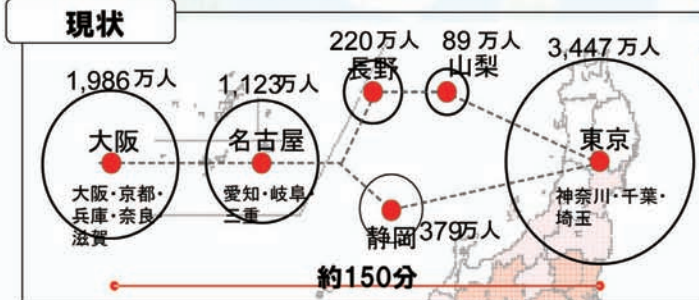 現状
220万人
89万人
3,447万人
1,986万人
1,123万人
長野
山梨
大阪
名古屋
東京
大阪・京都・
兵庫・奈良・
滋賀
愛知・岐阜・
三重
神奈川・千葉・
埼玉
静岡
379万人
約150分